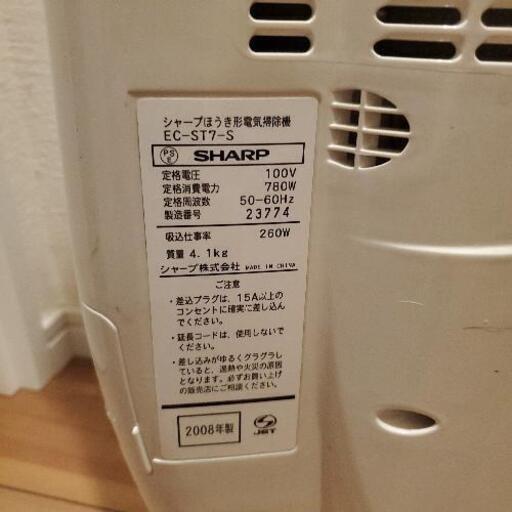 シャープほうき形電気掃除機
EC-ST7-S
PS E SHARP
定格電圧 100V
定格消費電力 780W
定格周波数 50-60Hz
製造番号 23774
吸込仕事率 260W
質量 4.1kg
シャープ株式会社 MADE IN CHINA
ご注意
・差込プラグは、15A以上の
コンセントに確実に差し込ん
でください。
・延長コードは、使用しないで
ください。
・差し込みがゆるくグラグラし
ていると、過熱や火災の原因
となります。必ずお買い上げ
の販売店にご相談ください。
2008年製
JET